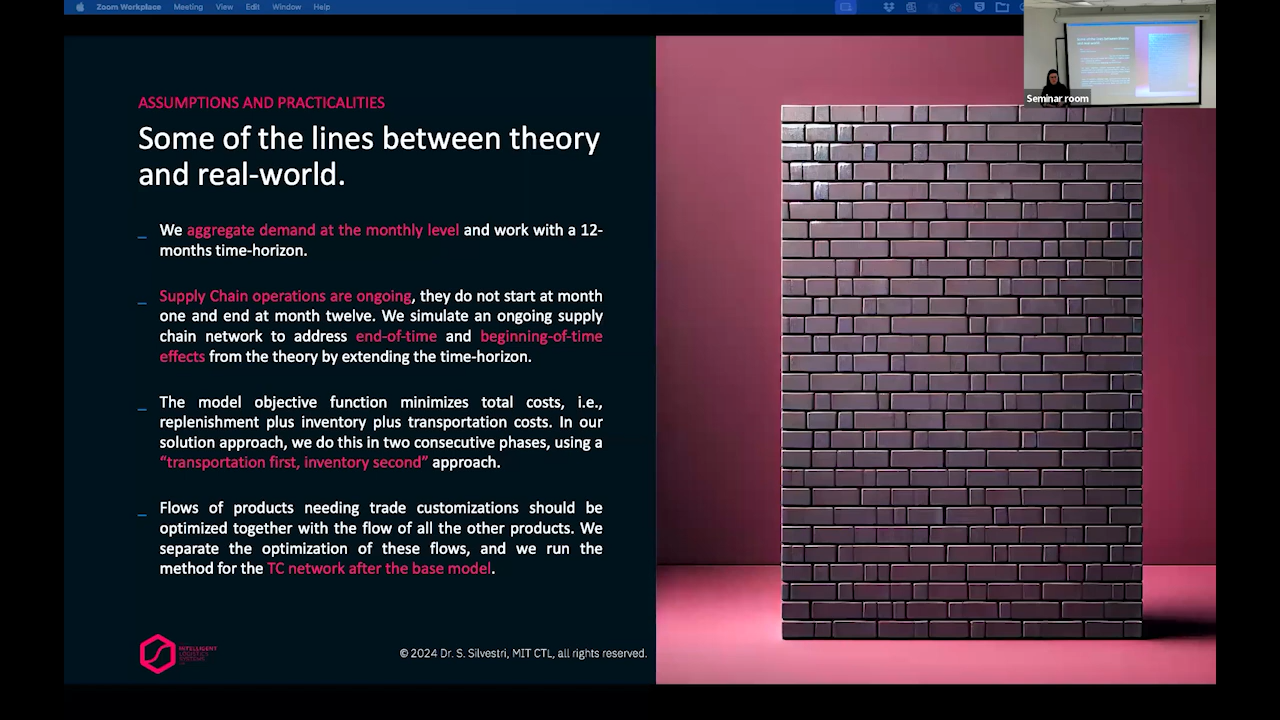 Zoom Workplace Meeting View Edit Window Help
Seminar room
ASSUMPTIONS AND PRACTICALITIES
Some of the lines between theory
and real-world.
_ We aggregate demand at the monthly level and work with a 12-
months time-horizon.
_ Supply Chain operations are ongoing, they do not start at month
one and end at month twelve. We simulate an ongoing supply
chain network to address end-of-time and beginning-of-time
effects from the theory by extending the time-horizon.
_ The model objective function minimizes total costs, i.e.,
replenishment plus inventory plus transportation costs. In our
solution approach, we do this in two consecutive phases, using a
“transportation first, inventory second” approach.
_ Flows of products needing trade customizations should be
optimized together with the flow of all the other products. We
separate the optimization of these flows, and we run the
method for the TC network after the base model.
INTELLIGENT
LOGISTICS
SYSTEMS
© 2024 Dr. S. Silvestri, MIT CTL, all rights reserved.